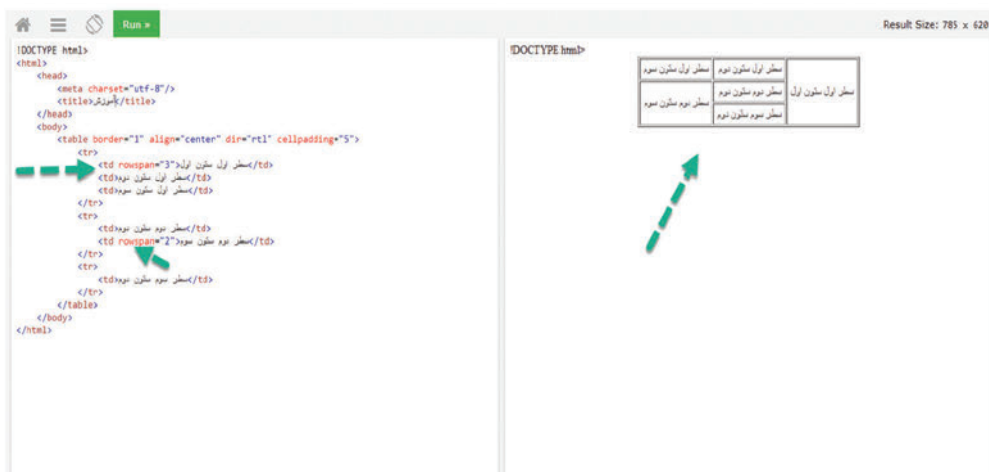 Run »
Result Size: 785 x 620
!DOCTYPE html>
<html>
<head>
<meta charset="utf-8"/>
<title>آموزش</title>
</head>
<body>
<table border="1" align="center" dir="rtl" cellpadding="5">
<tr>
<td rowspan="3">سطر اول ستون اول</td>
<td>سطر اول ستون دوم</td>
<td>سطر اول ستون سوم</td>
</tr>
<tr>
<td>سطر دوم ستون دوم</td>
<td rowspan="2">سطر دوم ستون سوم</td>
</tr>
<tr>
<td>سطر سوم ستون دوم</td>
</tr>
</table>
</body>
</html>
!DOCTYPE html>
سطر اول ستون اول
سطر اول ستون دوم
سطر اول ستون سوم
سطر دوم ستون دوم
سطر دوم ستون سوم
سطر سوم ستون دوم